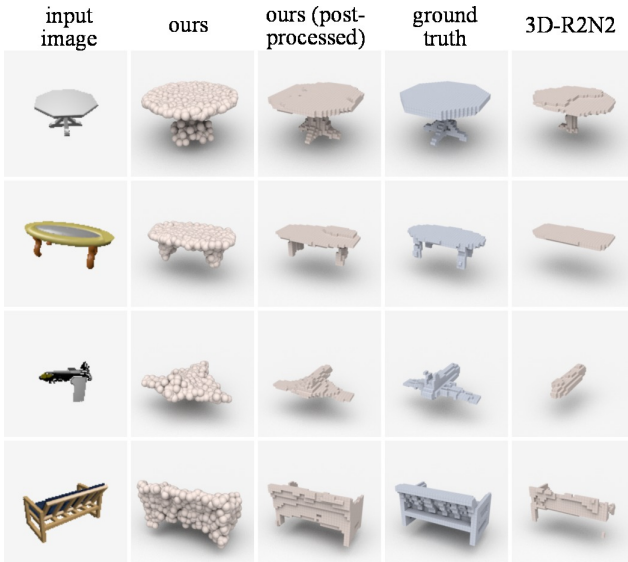 input image
ours
ours (post-processed)
ground truth
3D-R2N2